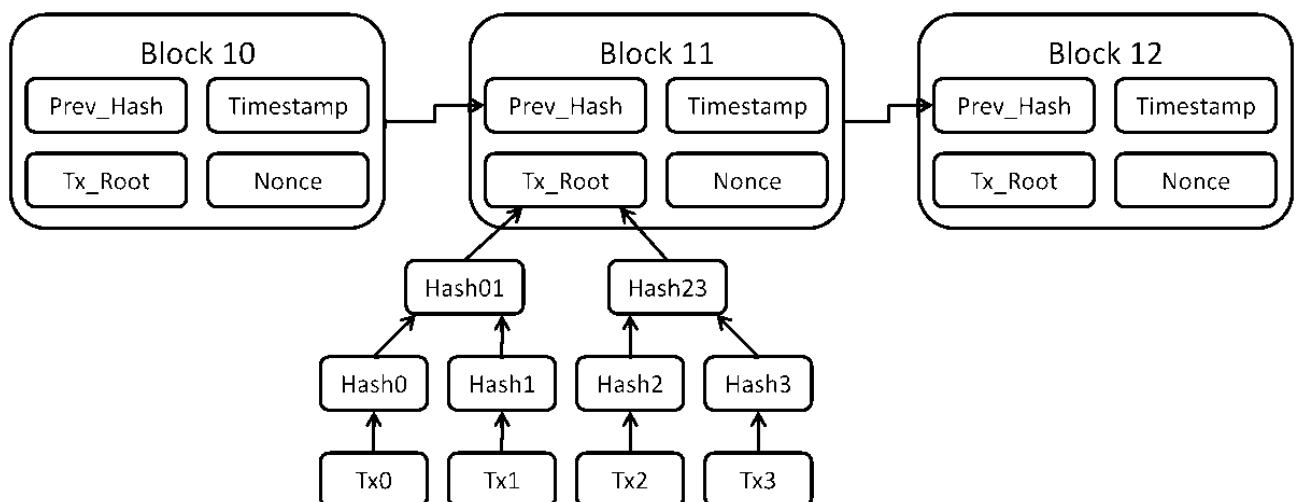 Block 10
Block 11
Block 12
Prev_Hash
Timestamp
Prev_Hash
Timestamp
Prev_Hash
Timestamp
Tx_Root
Nonce
Tx_Root
Nonce
Tx_Root
Nonce
Hash01
Hash23
Hash0
Hash1
Hash2
Hash3
Tx0
Tx1
Tx2
Tx3